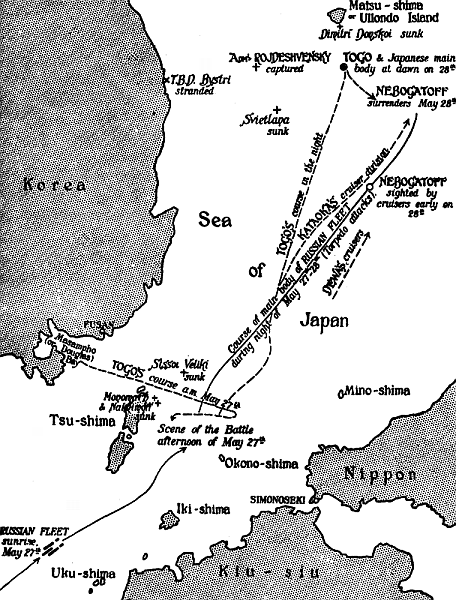 Matsu-shima
or Ullondo Island
Dimitri Donskoi sunk
Adml ROJDESHVENSKY
captured
TOGO & Japanese main
body at dawn on 28th
T.B.D. Bystri
stranded
NEBOGATOFF
surrenders May 28th
Svietlana
sunk
Korea
Sea
of
Japan
TOGO'S course in the night
KATAOKA'S cruiser division
NEBOGATOFF
sighted by
cruisers early on
28th
Course of main body of RUSSIAN FLEET
during night of May 27-28 (Torpedo attacks)
DEWA'S cruisers
FUSAN
Masampho
(or Douglas)
Bay
TOGO'S course a.m. May 27th
Sissoi Veliki
sunk
&
sunk
Tsu-shima
Scene of the Battle
afternoon of May 27th
Mino-shima
Okono-shima
Nippon
SIMONOSEKI
Iki-shima
RUSSIAN FLEET
sunrise,
May 27th
Uku-shima
Kiu-siu